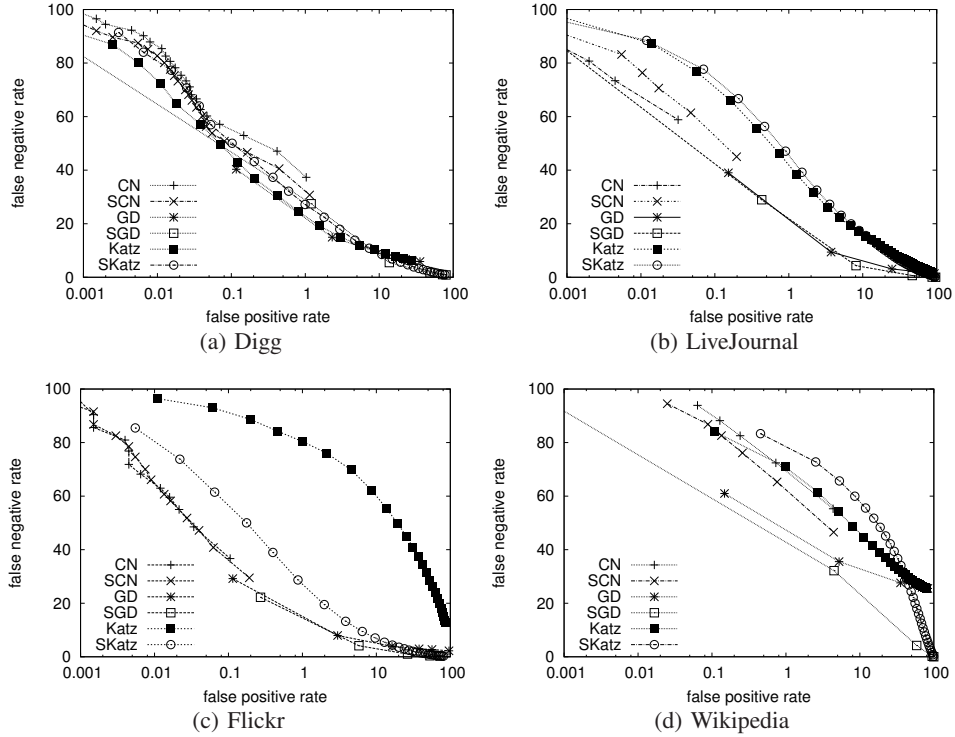 false negative rate
100
80
60
40
20
0
CN
SCN
GD
SGD
Katz
SKatz
0.001 0.01 0.1 1 10 100
false positive rate
(a) Digg
false negative rate
100
80
60
40
20
0
CN
SCN
GD
SGD
Katz
SKatz
0.001 0.01 0.1 1 10 100
false positive rate
(b) LiveJournal
false negative rate
100
80
60
40
20
0
CN
SCN
GD
SGD
Katz
SKatz
0.001 0.01 0.1 1 10 100
false positive rate
(c) Flickr
false negative rate
100
80
60
40
20
0
CN
SCN
GD
SGD
Katz
SKatz
0.001 0.01 0.1 1 10 100
false positive rate
(d) Wikipedia